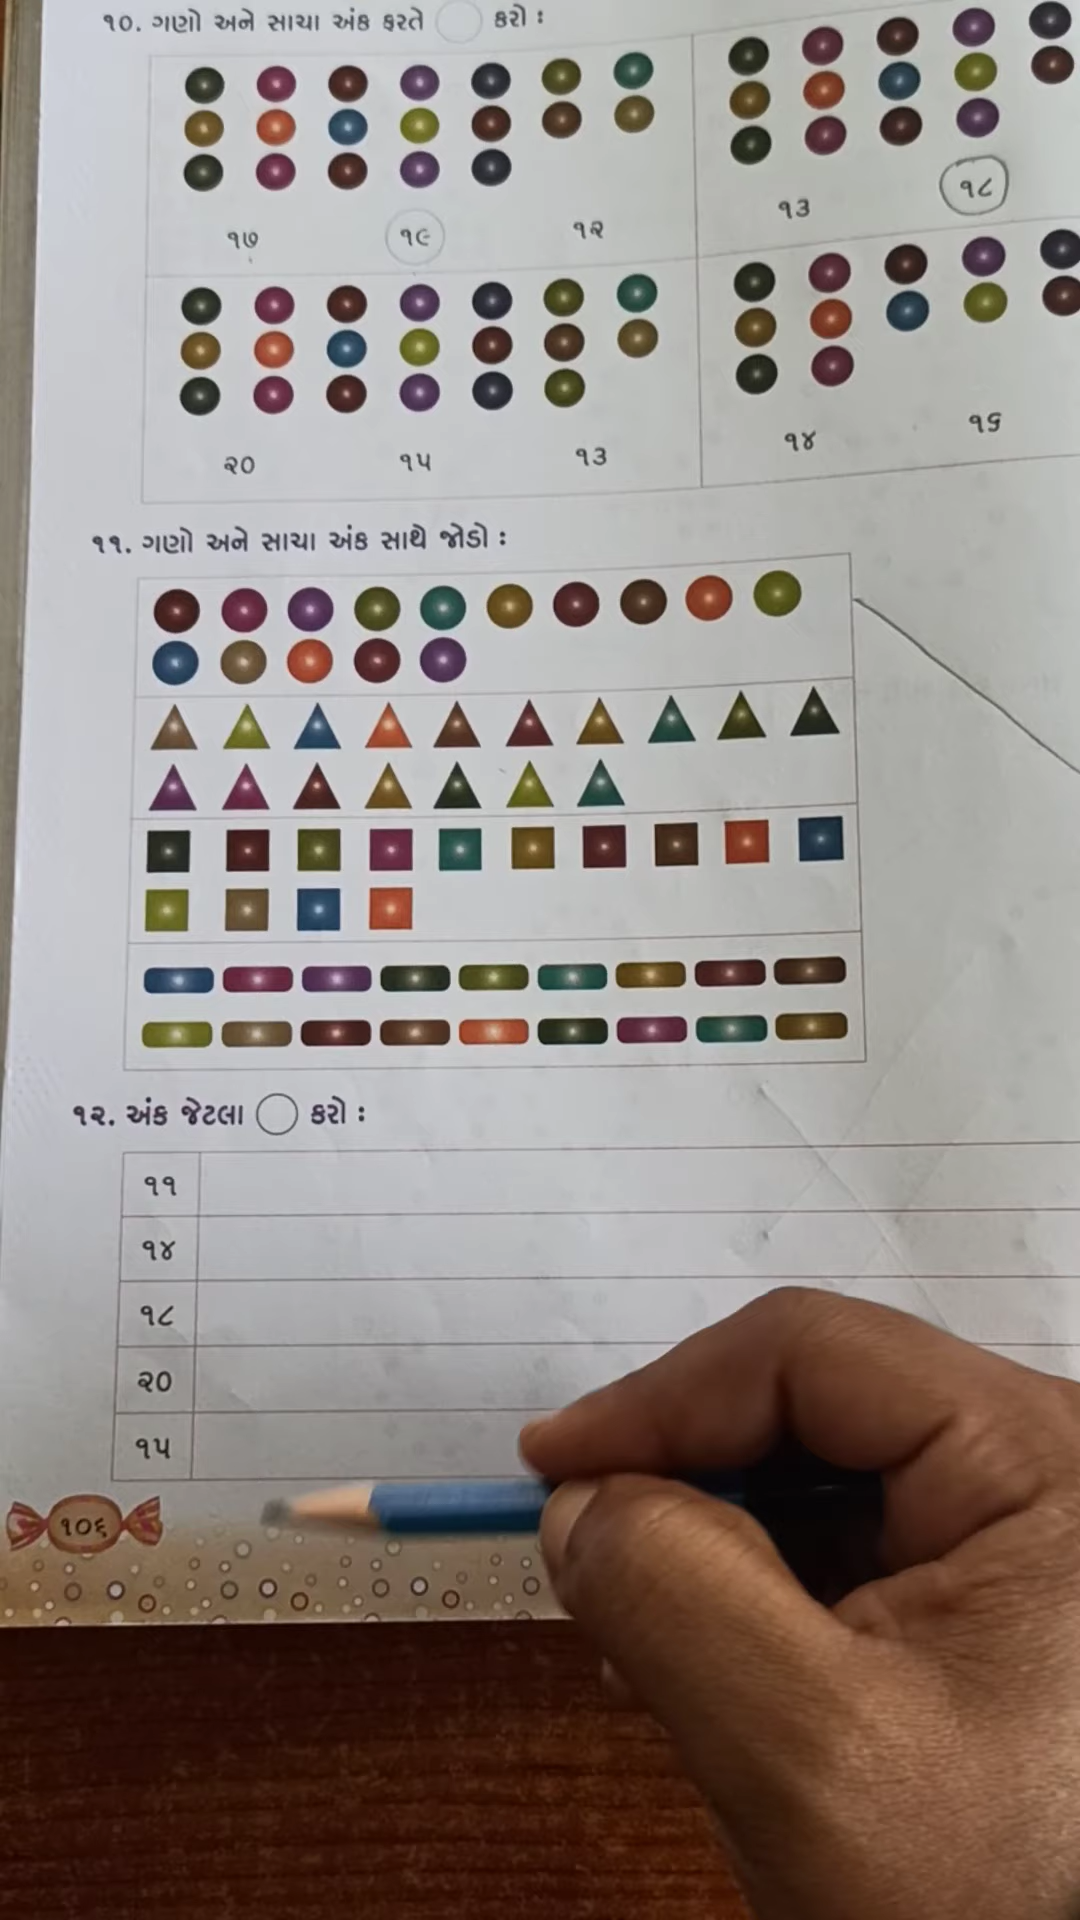 ૧૦. ગણો અને સાચા અંક ફરતે કરો :
૧૭ ૧૯ ૧૨
૧૩ ૧૮
૨૦ ૧૫ ૧૩
૧૪ ૧૬
૧૧. ગણો અને સાચા અંક સાથે જોડો :
૧૨. અંક જેટલા કરો :
૧૧
૧૪
૧૮
૨૦
૧૫
૧૦૬